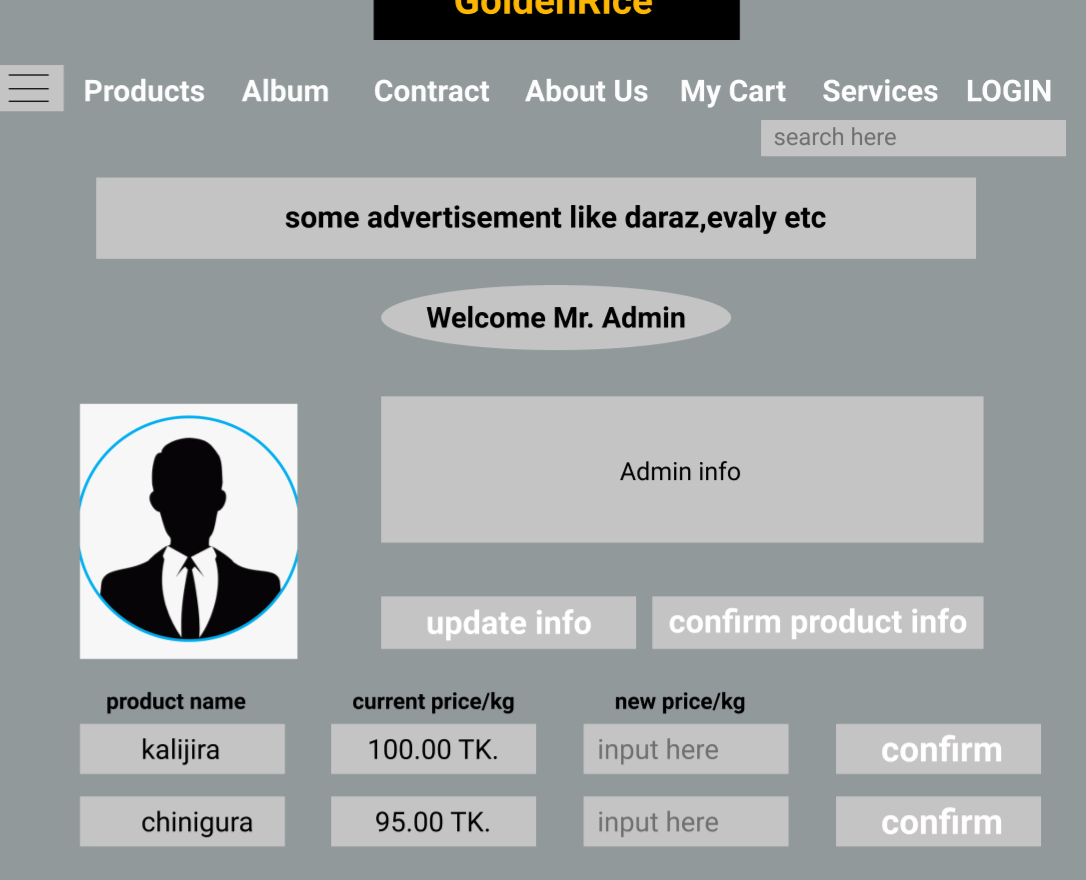 GoldenRice
Products Album Contract About Us My Cart Services LOGIN
search here
some advertisement like daraz,evaly etc
Welcome Mr. Admin
Admin info
update info confirm product info
product name current price/kg new price/kg
kalijira 100.00 TK. input here confirm
chinigura 95.00 TK. input here confirm